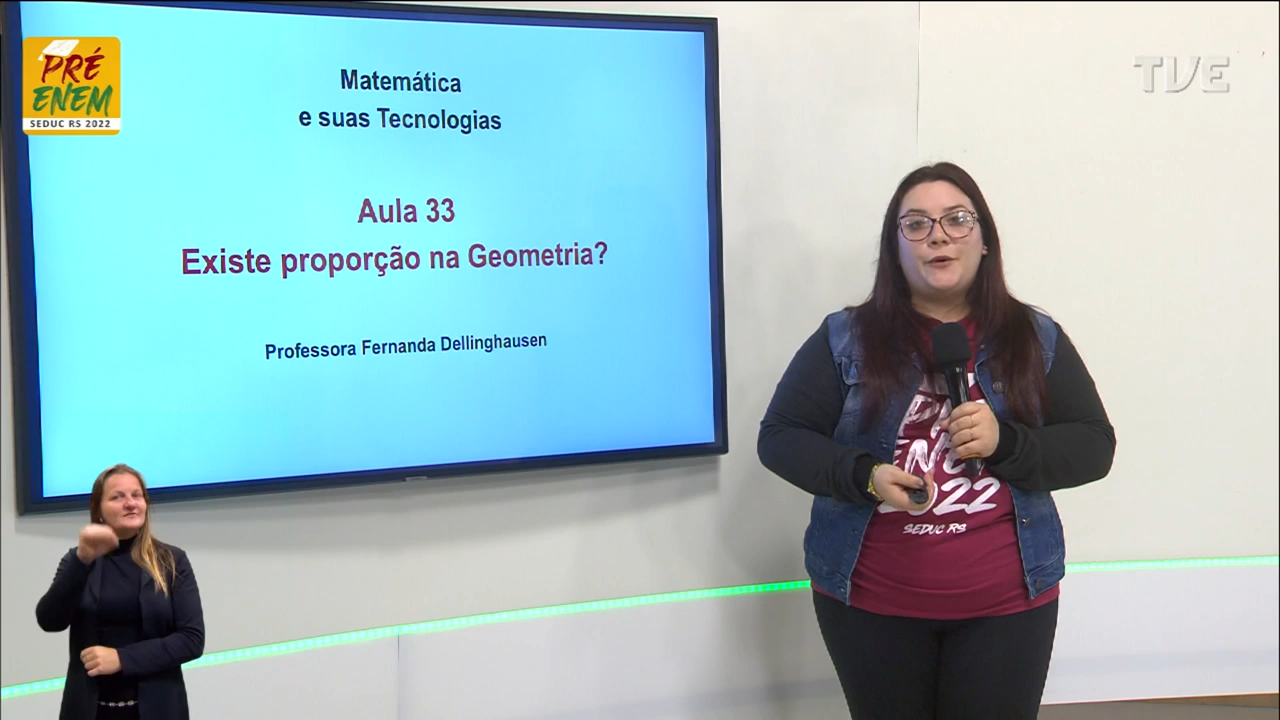 PRÉ
ENEM
SEDUC RS 2022
Matemática
e suas Tecnologias
Aula 33
Existe proporção na Geometria?
Professora Fernanda Dellinghausen
TVE
2022
SEDUC RS